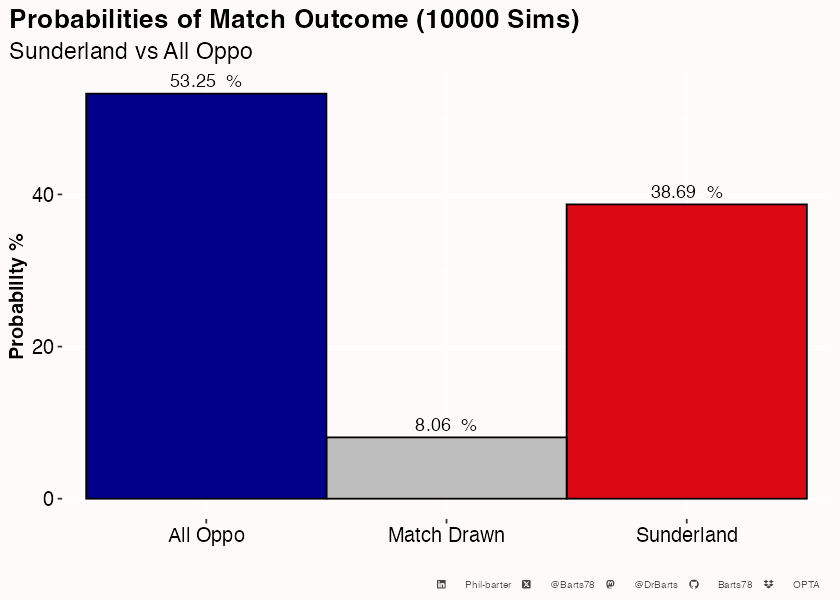 Probabilities of Match Outcome (10000 Sims)
Sunderland vs All Oppo
53.25 %
38.69 %
8.06 %
Probability %
40
20
0
All Oppo Match Drawn Sunderland
Phil-barter @Barts78 @DrBarts Barts78 OPTA